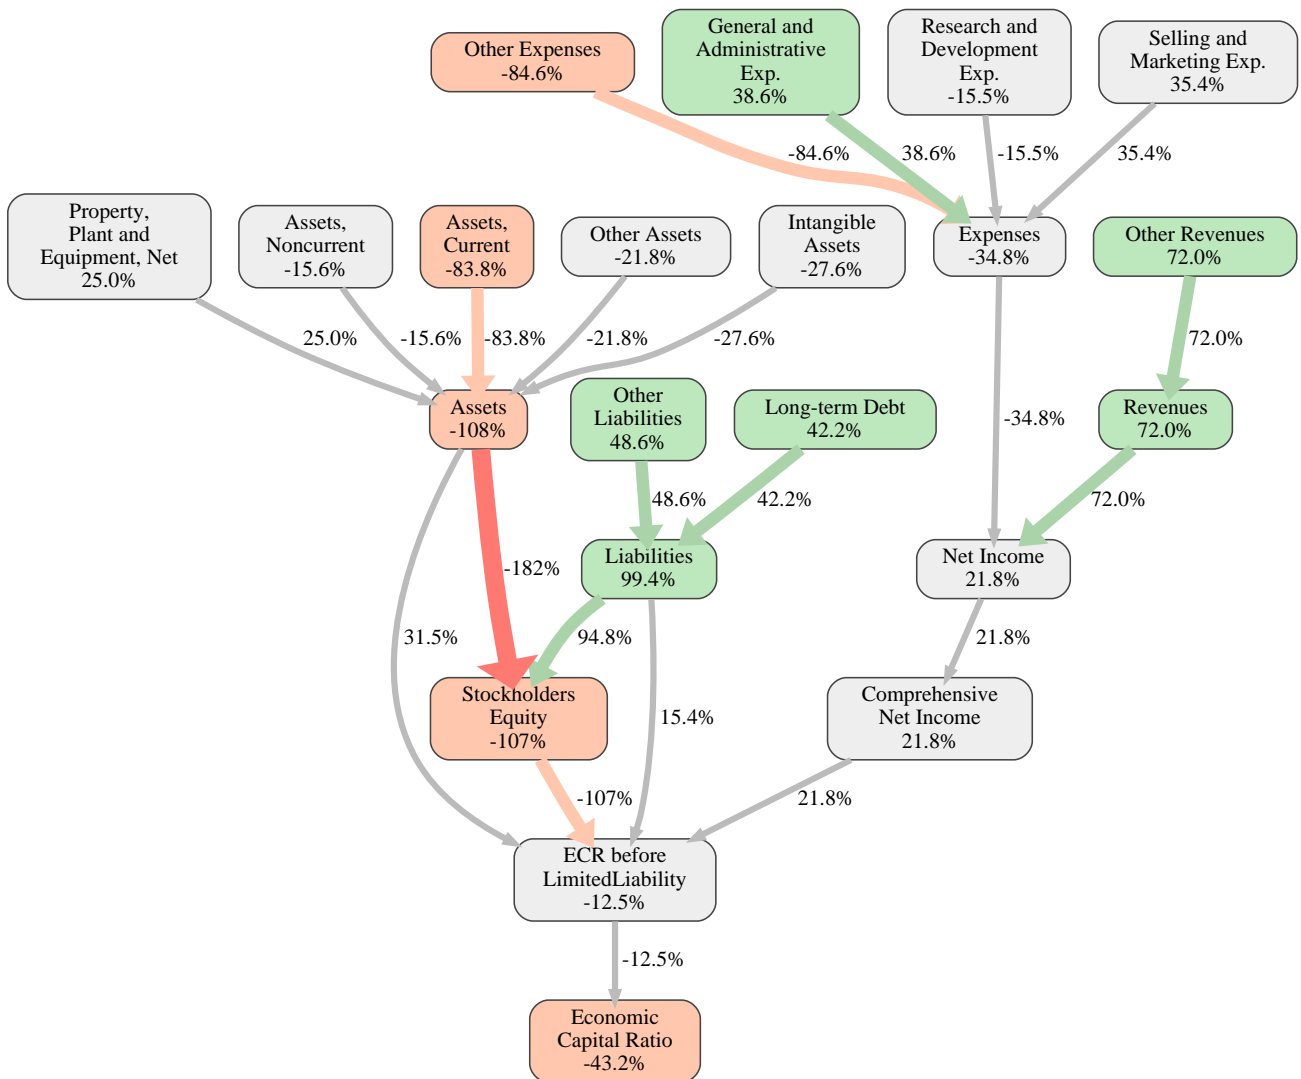 Other Expenses
-84.6%
General and
Administrative
Exp.
38.6%
Research and
Development
Exp.
-15.5%
Selling and
Marketing Exp.
35.4%
-84.6%
38.6%
-15.5%
35.4%
Property,
Plant and
Equipment, Net
25.0%
Assets,
Noncurrent
-15.6%
Assets,
Current
-83.8%
Other Assets
-21.8%
Intangible
Assets
-27.6%
Expenses
-34.8%
Other Revenues
72.0%
25.0%
-15.6%
-83.8%
-21.8%
-27.6%
-34.8%
72.0%
Assets
-108%
Other
Liabilities
48.6%
Long-term Debt
42.2%
Revenues
72.0%
48.6%
42.2%
72.0%
-182%
Liabilities
99.4%
Net Income
21.8%
31.5%
94.8%
21.8%
Stockholders
Equity
-107%
15.4%
Comprehensive
Net Income
21.8%
-107%
21.8%
ECR before
LimitedLiability
-12.5%
-12.5%
Economic
Capital Ratio
-43.2%